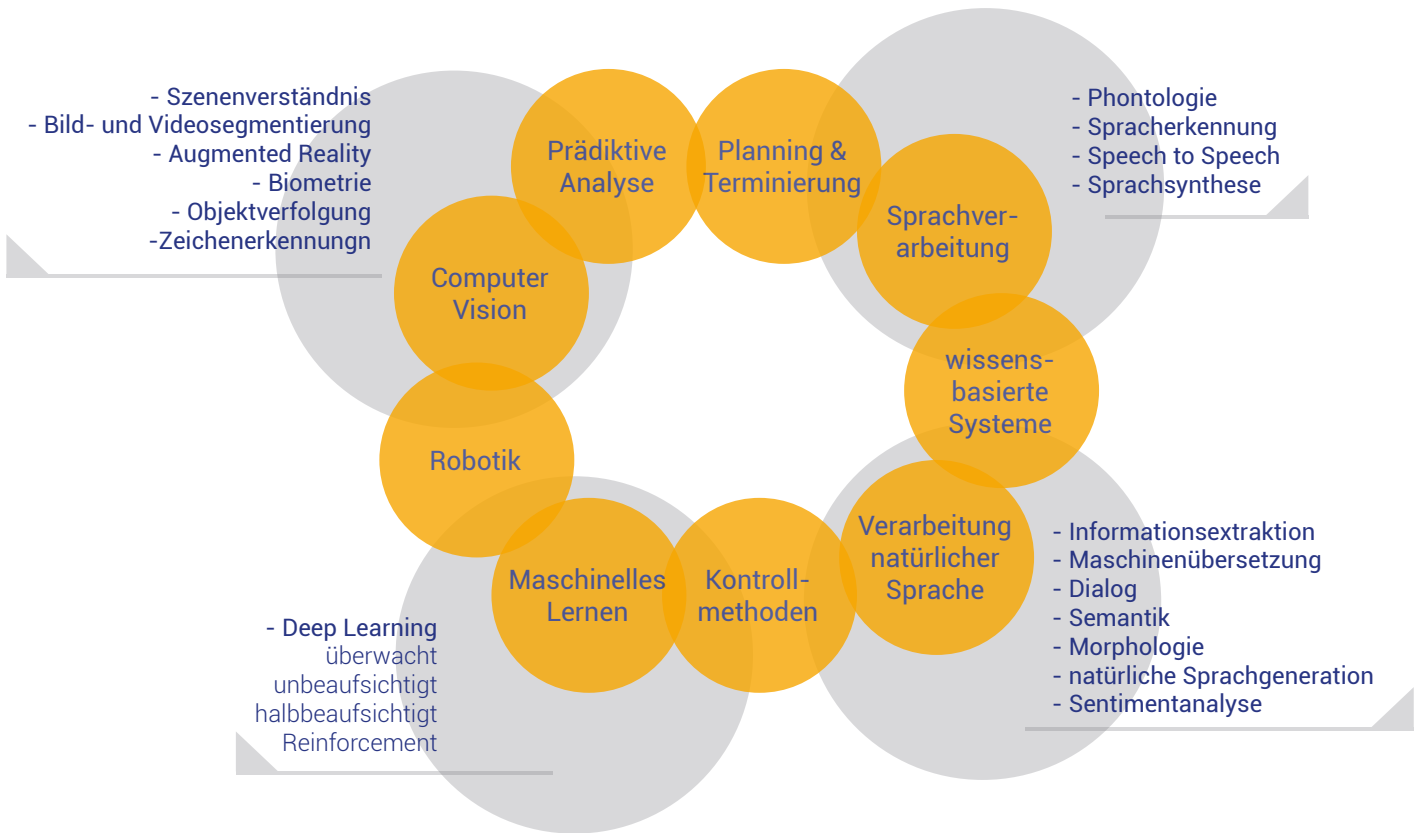 - Szenenverständnis
- Bild- und Videosegmentierung
- Augmented Reality
- Biometrie
- Objektverfolgung
-Zeichenerkennungn
Prädiktive
Analyse
Planning &
Terminierung
- Phontologie
- Spracherkennung
- Speech to Speech
- Sprachsynthese
Sprachver-
arbeitung
Computer
Vision
wissens-
basierte
Systeme
Robotik
Verarbeitung
natürlicher
Sprache
- Informationsextraktion
- Maschinenübersetzung
- Dialog
- Semantik
- Morphologie
- natürliche Sprachgeneration
- Sentimentanalyse
Maschinelles
Lernen
Kontroll-
methoden
- Deep Learning
überwacht
unbeaufsichtigt
halbbeaufsichtigt
Reinforcement